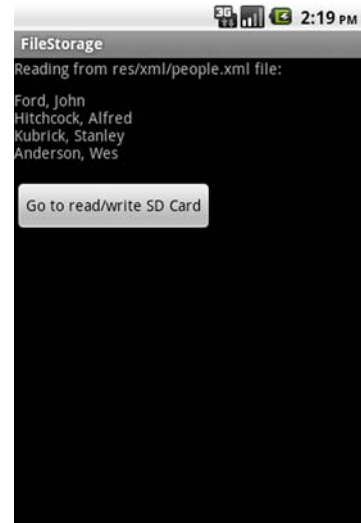 3G 2:19 PM
FileStorage
Reading from res/xml/people.xml file:
Ford, John
Hitchcock, Alfred
Kubrick, Stanley
Anderson, Wes
Go to read/write SD Card